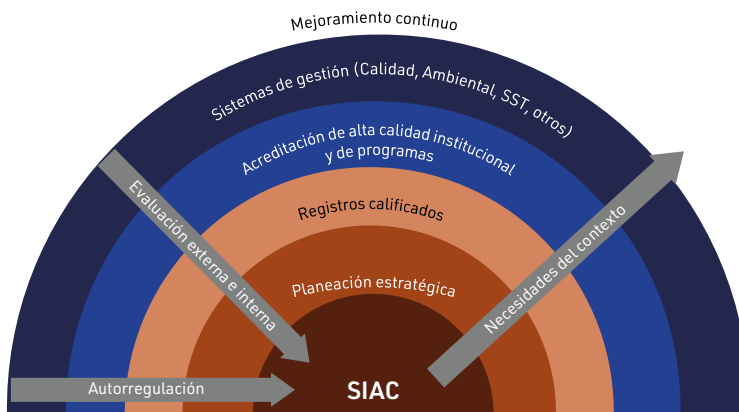 Mejoramiento continuo
Sistemas de gestión (Calidad, Ambiental, SST, otros)
Acreditación de alta calidad institucional
y de programas
Registros calificados
Planeación estratégica
Evaluación externa e interna
Necesidades del contexto
Autorregulación
SIAC